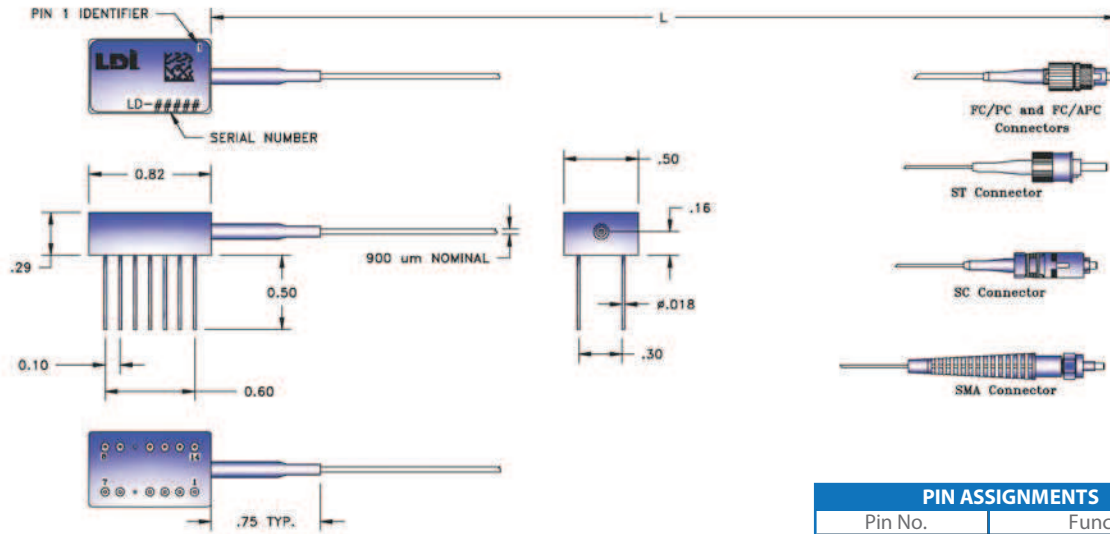 PIN 1 IDENTIFIER
L
LDI
LD-#####
SERIAL NUMBER
FC/PC and FC/APC
Connectors
0.82
.50
ST Connector
.16
.29
900 um NOMINAL
0.50
SC Connector
ø.018
0.10
.30
0.60
SMA Connector
8
14
7
1
.75 TYP.
PIN ASSIGNMENTS
Pin No.
Func